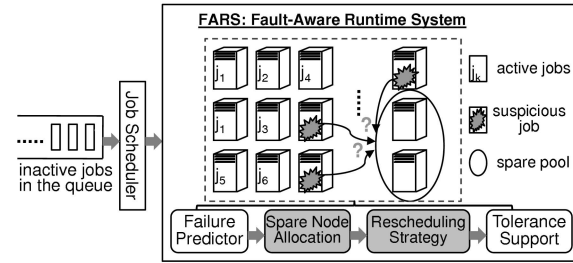 FARS: Fault-Aware Runtime System
j1 j2 j4
j1 j3
j5 j6
?
?
......
jk active jobs
suspicious
job
spare pool
......
inactive jobs
in the queue
Job Scheduler
Failure
Predictor
Spare Node
Allocation
Rescheduling
Strategy
Tolerance
Support